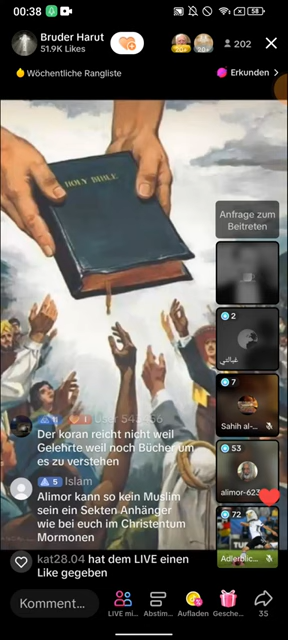 00:38
58
Bruder Harut
51.9K Likes
20+
202
Wöchentliche Rangliste
Erkunden
HOLY BIBLE
Anfrage zum
Beitreten
2
7
Sahih al-...
53
alimor-623
72
Adlerblic...
Der koran reicht nicht weil
Gelehrte weil noch Bücher um
es zu verstehen
5 Islam
Alimor kann so kein Muslim
sein ein Sekten Anhänger
wie bei euch im Christentum
Mormonen
kat28.04 hat dem LIVE einen
Like gegeben
Komment...
LIVE mi...
Abstim...
Aufladen
Gesche...
35